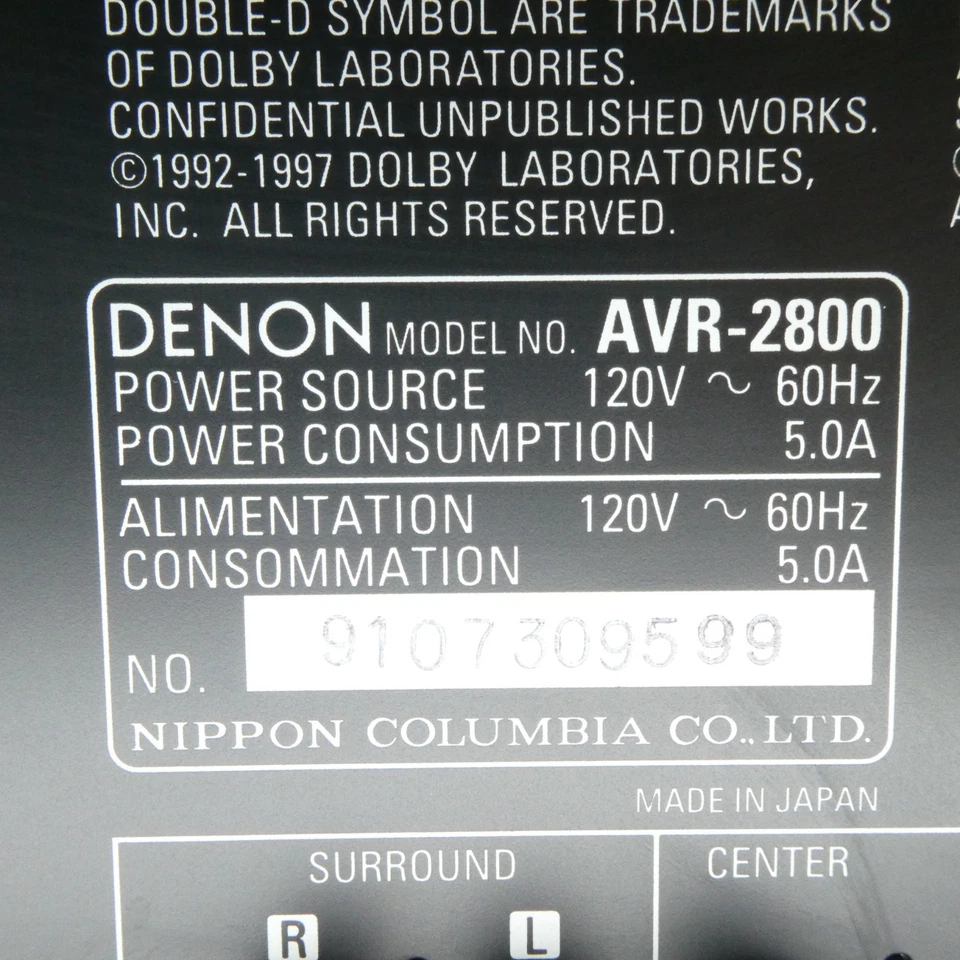 DOUBLE-D SYMBOL ARE TRADEMARKS
OF DOLBY LABORATORIES.
CONFIDENTIAL UNPUBLISHED WORKS.
©1992-1997 DOLBY LABORATORIES,
INC. ALL RIGHTS RESERVED.
DENON MODEL NO. AVR-2800
POWER SOURCE 120V ~ 60Hz
POWER CONSUMPTION 5.0A
ALIMENTATION 120V ~ 60Hz
CONSOMMATION 5.0A
NO. 9107309599
NIPPON COLUMBIA CO., LTD.
MADE IN JAPAN
SURROUND CENTER
R L